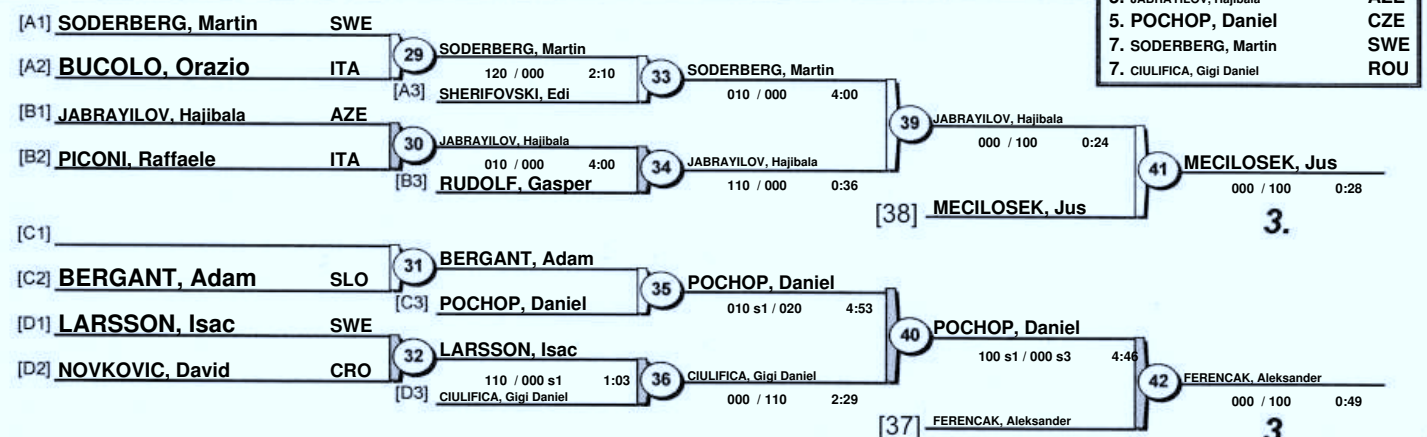 3. JABRAYILOV, Hajibala AZE
5. POCHOP, Daniel CZE
7. SODERBERG, Martin SWE
7. CIULIFICA, Gigi Daniel ROU
[A1] SODERBERG, Martin SWE
[A2] BUCOLO, Orazio ITA
29
SODERBERG, Martin
120 / 000 2:10
[A3] SHERIFOVSKI, Edi
33
SODERBERG, Martin
010 / 000 4:00
[B1] JABRAYILOV, Hajibala AZE
[B2] PICONI, Raffaele ITA
30
JABRAYILOV, Hajibala
010 / 000 4:00
[B3] RUDOLF, Gasper
34
JABRAYILOV, Hajibala
110 / 000 0:36
39
JABRAYILOV, Hajibala
000 / 100 0:24
[38] MECILOSEK, Jus
41
MECILOSEK, Jus
000 / 100 0:28
3.
[C1]
[C2] BERGANT, Adam SLO
31
BERGANT, Adam
[C3] POCHOP, Daniel
35
POCHOP, Daniel
010 s1 / 020 4:53
[D1] LARSSON, Isac SWE
[D2] NOVKOVIC, David CRO
32
LARSSON, Isac
110 / 000 s1 1:03
[D3] CIULIFICA, Gigi Daniel
36
CIULIFICA, Gigi Daniel
000 / 110 2:29
40
POCHOP, Daniel
100 s1 / 000 s3 4:46
[37] FERENCAK, Aleksander
42
FERENCAK, Aleksander
000 / 100 0:49
3